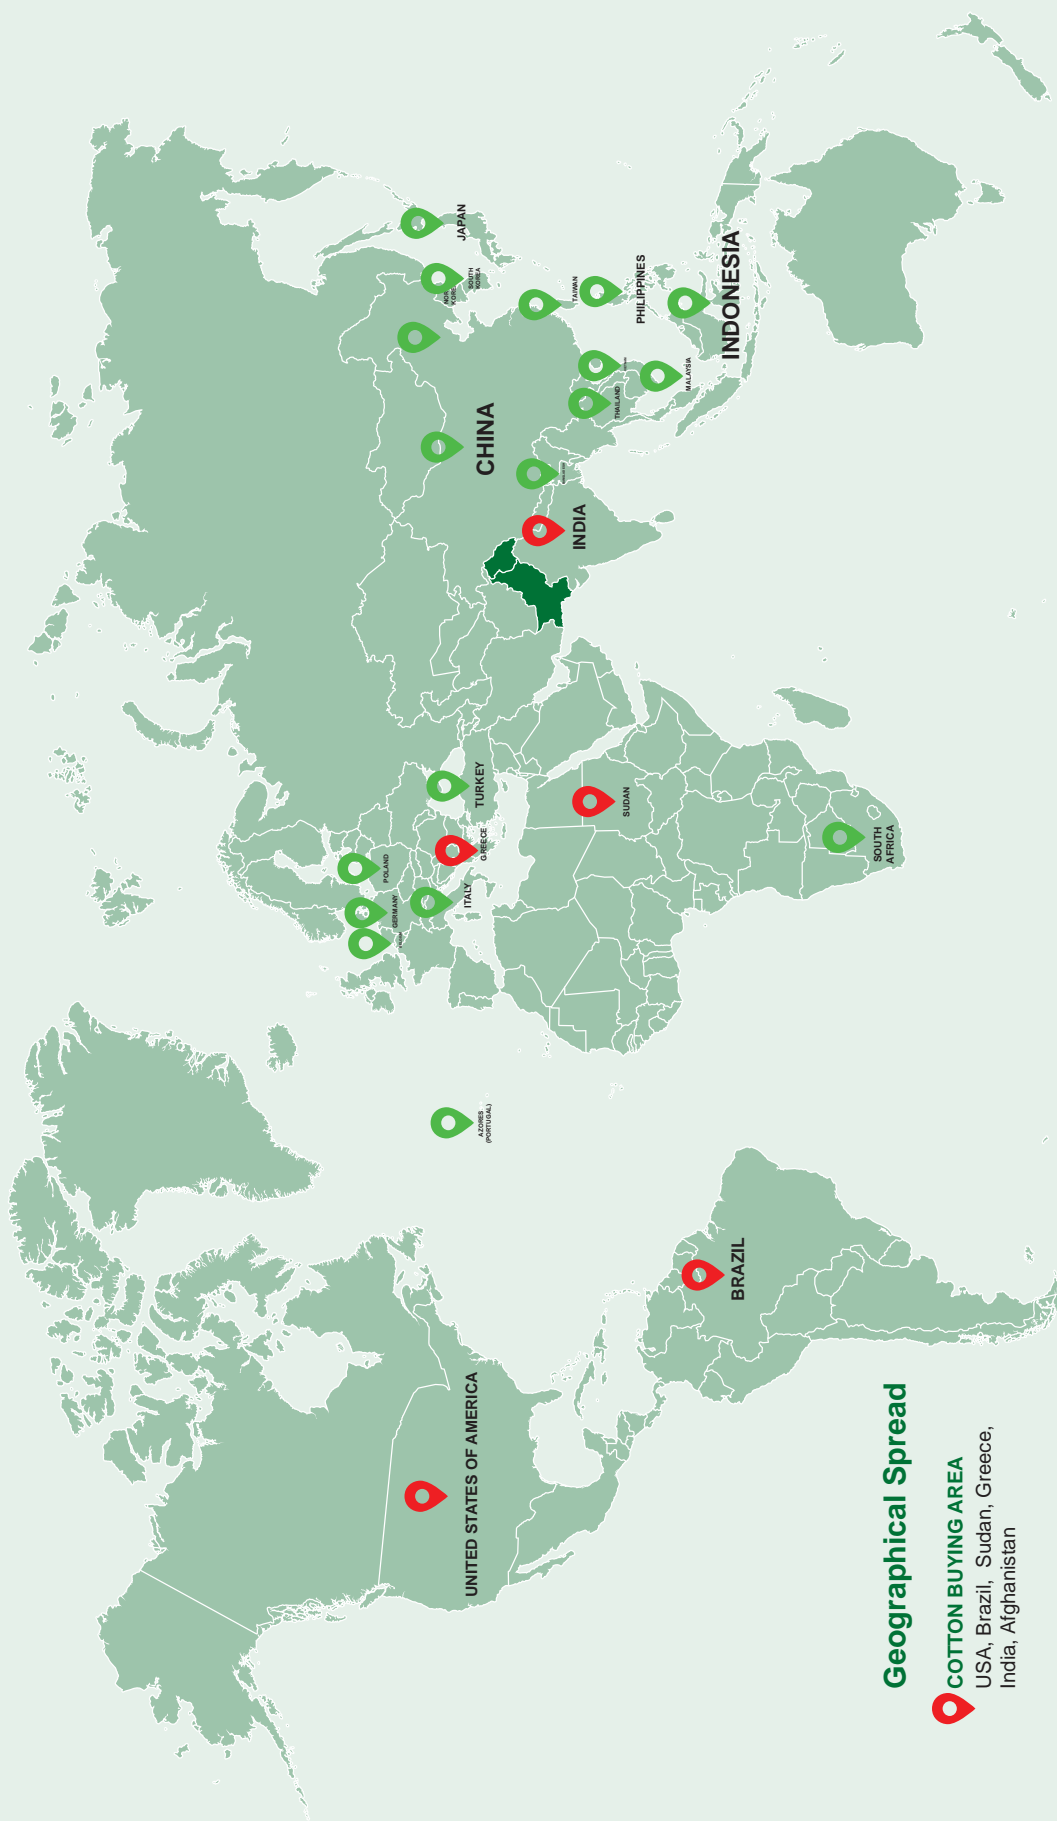 JAPAN
SOUTH
KOREA
TAIWAN
PHILIPPINES
INDONESIA
MALAYSIA
THAILAND
CHINA
INDIA
TURKEY
GREECE
POLAND
GERMANY
ITALY
SUDAN
SOUTH
AFRICA
AZORES
(PORTUGAL)
UNITED STATES OF AMERICA
BRAZIL
Geographical Spread
COTTON BUYING AREA
USA, Brazil, Sudan, Greece,
India, Afghanistan